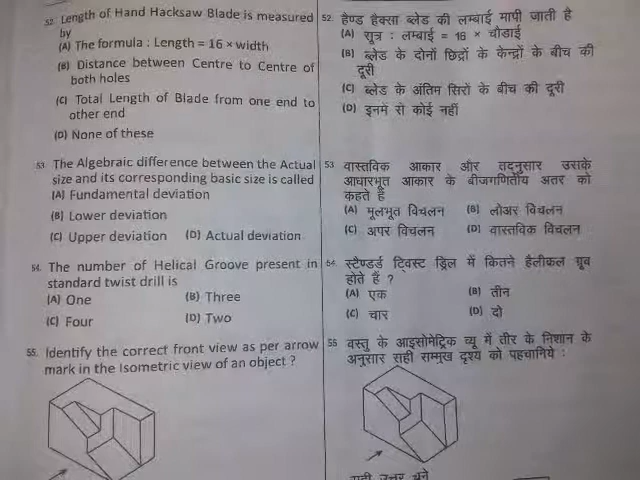 52. Length of Hand Hacksaw Blade is measured
by
(A) The formula : Length = 16 × width
(B) Distance between Centre to Centre of
both holes
(C) Total Length of Blade from one end to
other end
(D) None of these
53. The Algebraic difference between the Actual
size and its corresponding basic size is called
(A) Fundamental deviation
(B) Lower deviation
(C) Upper deviation (D) Actual deviation
54. The number of Helical Groove present in
standard twist drill is
(A) One (B) Three
(C) Four (D) Two
55. Identify the correct front view as per arrow
mark in the Isometric view of an object ?
52. हैण्ड हैक्सा ब्लेड की लम्बाई मापी जाती है
(A) सूत्र : लम्बाई = 16 × चौडाई
(B) ब्लेड के दोनों छिद्रों के केन्द्रों के बीच की
दूरी
(C) ब्लेड के अंतिम सिरों के बीच की दूरी
(D) इनमें से कोई नहीं
53 वास्तविक आकार और तदनुसार उसके
आधारभूत आकार के बीजगणितीय अंतर को
कहते हैं
(A) मूलभूत विचलन (B) लोअर विचलन
(C) अपर विचलन (D) वास्तविक विचलन
54. स्टैण्डर्ड ट्विस्ट ड्रिल में कितने हैलीकल ग्रूव
होते हैं ?
(A) एक (B) तीन
(C) चार (D) दो
55 वस्तु के आइसोमेट्रिक व्यू में तीर के निशान के
अनुसार सही सम्मुख दृश्य को पहचानिये :
सही उत्तर चुने